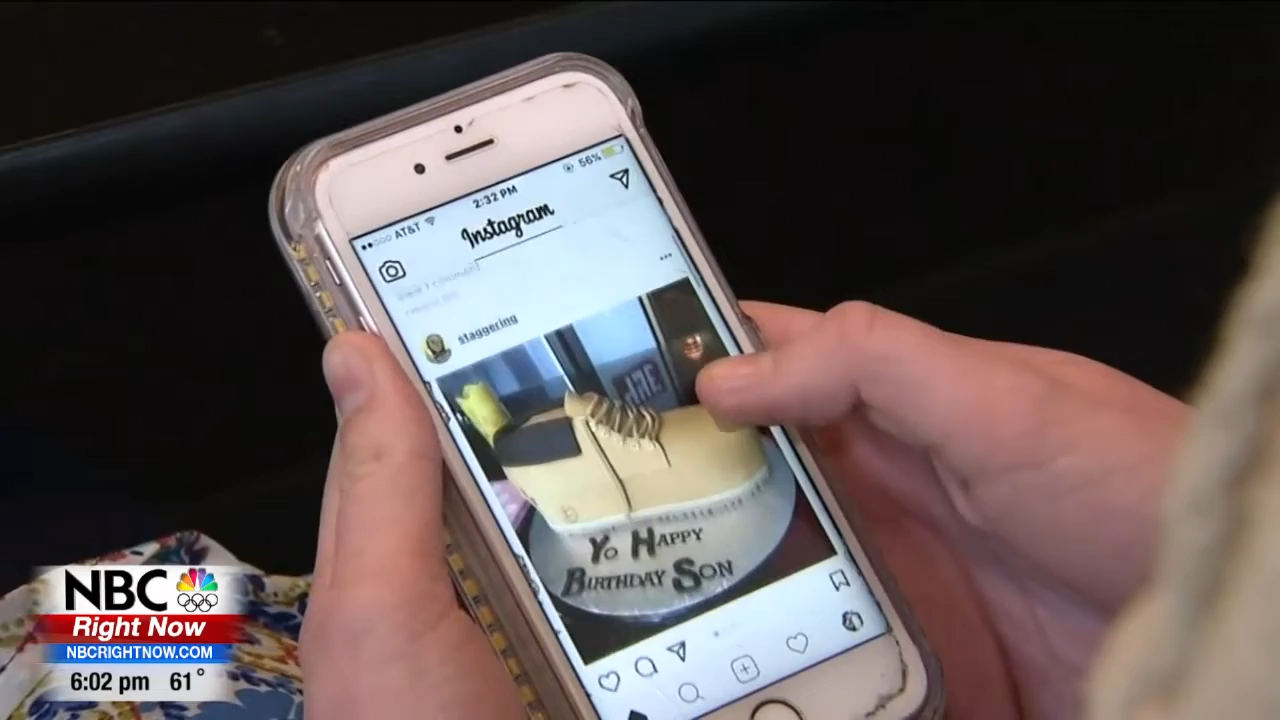 56%
2:32 PM
AT&T
Instagram
staggering
YO HAPPY
BIRTHDAY SON
NBC
Right Now
NBCRIGHTNOW.COM
6:02 pm 61°